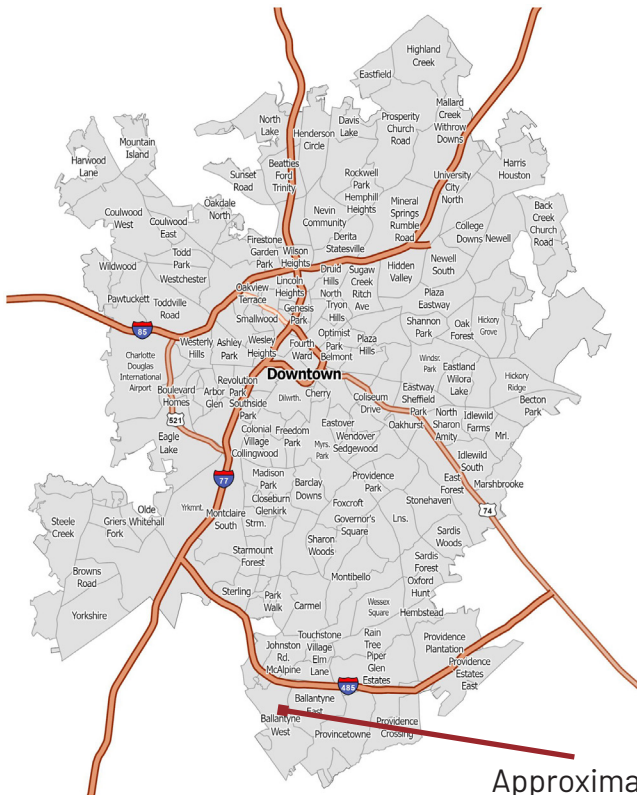 Highland
Creek
Eastfield
Mallard
Creek
Withrow
Downs
North
Lake
Henderson
Circle
Davis
Lake
Prosperity
Church
Road
Mountain
Island
Harwood
Lane
Beatties
Ford
Trinity
Sunset
Road
Harris
Houston
Rockwell
Park
Hemphill
Heights
University
City
North
Oakdale
North
Mineral
Springs
Rumble
Road
Back
Creek
Church
Road
Coulwood
West
Coulwood
East
Nevin
Community
College
Downs
Newell
Derita
Statesville
Firestone
Garden
Park
Wilson
Heights
Todd
Park
Westchester
Wildwood
Newell
South
Hidden
Valley
Druid
Hills
North
Tryon
Hills
Sugaw
Creek
Ritch
Ave
Lincoln
Heights
Oakview
Terrace
Plaza
Eastway
Pawtuckett
Toddville
Road
Genesis
Park
Smallwood
Shannon
Park
Oak
Forest
Hickory
Grove
85
Westerly
Hills
Ashley
Park
Wesley
Heights
Fourth
Ward
Optimist
Park
Belmont
Plaza
Hills
Charlotte
Douglas
International
Airport
Windsr.
Park
Eastland
Wilora
Lake
Downtown
Hickory
Ridge
Becton
Park
Boulevard
Homes
Arbor
Glen
Revolution
Park
Southside
Park
Dilwrth.
Cherry
Coliseum
Drive
Eastway
Sheffield
Park
Oakhurst
North
Sharon
Amity
Idlewild
Farms
Mrl.
521
Eagle
Lake
Colonial
Village
Collingwood
Freedom
Park
Myrs.
Park
Eastover
Wendover
Sedgewood
Idlewild
South
East
Forest
Marshbrooke
77
Madison
Park
Closeburn
Glenkirk
Strm.
Barclay
Downs
Providence
Park
Stonehaven
74
Foxcroft
Governor's
Square
Lns.
Yrkmnt.
Montclaire
South
Olde
Whitehall
Griers
Fork
Steele
Creek
Sharon
Woods
Sardis
Woods
Starmount
Forest
Sardis
Forest
Oxford
Hunt
Browns
Road
Montibello
Sterling
Park
Walk
Carmel
Wessex
Square
Hembstead
Yorkshire
Johnston
Rd.
McAlpine
Touchstone
Village
Elm
Lane
Rain
Tree
Piper
Glen
Estates
Providence
Plantation
Providence
Estates
East
485
Ballantyne
East
Ballantyne
West
Provincetowne
Providence
Crossing
Approxima